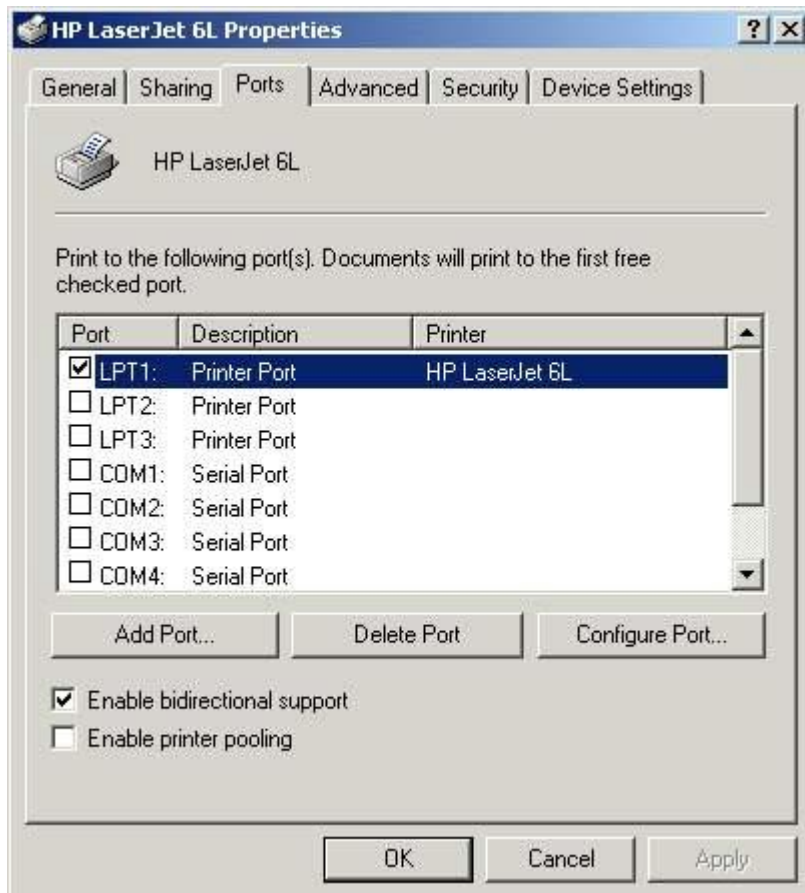 HP LaserJet 6L Properties
General Sharing Ports Advanced Security Device Settings
HP LaserJet 6L
Print to the following port(s). Documents will print to the first free
checked port.
Port Description Printer
LPT1: Printer Port HP LaserJet 6L
LPT2: Printer Port
LPT3: Printer Port
COM1: Serial Port
COM2: Serial Port
COM3: Serial Port
COM4: Serial Port
Add Port... Delete Port Configure Port...
Enable bidirectional support
Enable printer pooling
OK Cancel Apply